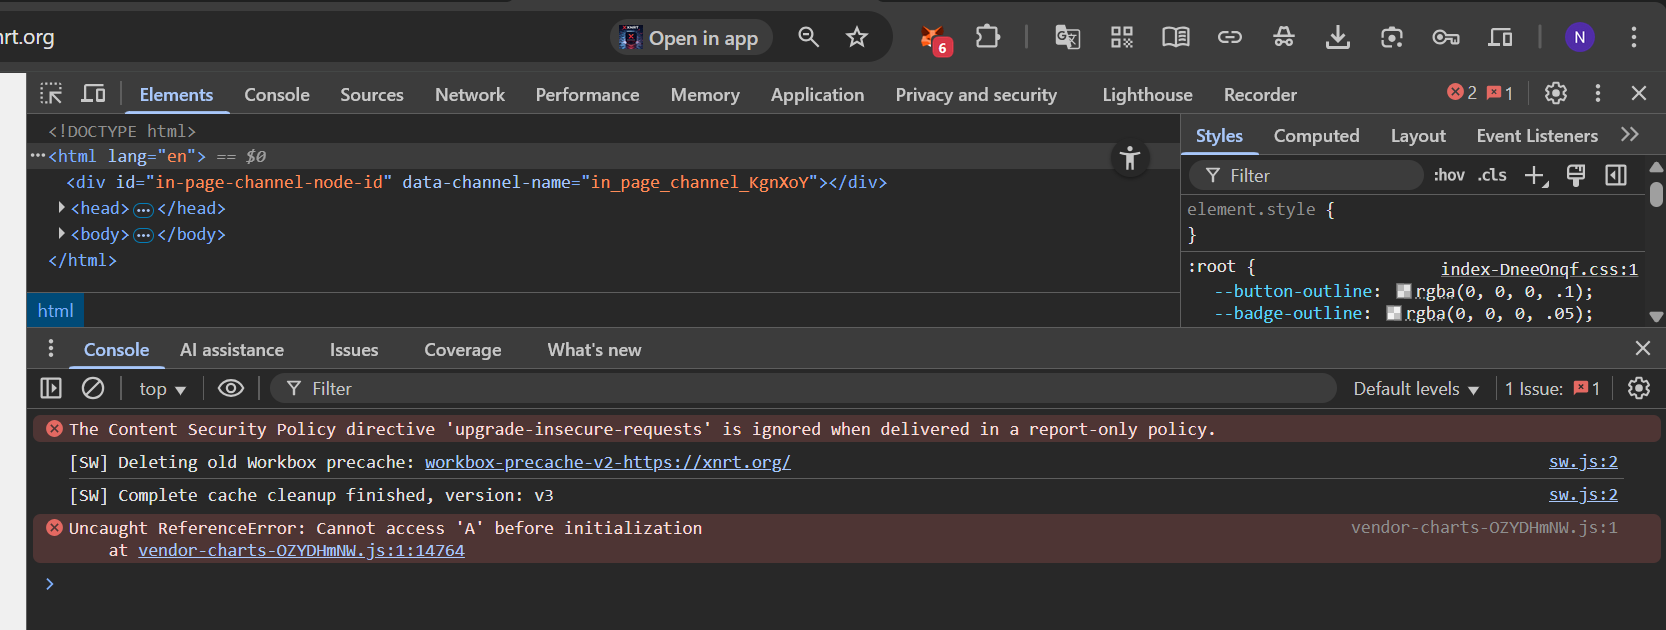 nrt.org
Open in app
6
N
Elements Console Sources Network Performance Memory Application Privacy and security Lighthouse Recorder
2 1
<!DOCTYPE html>
<html lang="en"> == $0
<div id="in-page-channel-node-id" data-channel-name="in_page_channel_KgnXoY"></div>
<head>…</head>
<body>…</body>
</html>
html
Styles Computed Layout Event Listeners
Filter :hov .cls
element.style {
}
:root { index-DneeOnqf.css:1
--button-outline: rgba(0, 0, 0, .1);
--badge-outline: rgba(0, 0, 0, .05);
Console AI assistance Issues Coverage What's new
top Filter Default levels 1 Issue: 1
The Content Security Policy directive 'upgrade-insecure-requests' is ignored when delivered in a report-only policy.
[SW] Deleting old Workbox precache: workbox-precache-v2-https://xnrt.org/ sw.js:2
[SW] Complete cache cleanup finished, version: v3 sw.js:2
Uncaught ReferenceError: Cannot access 'A' before initialization vendor-charts-OZYDHmNW.js:1
at vendor-charts-OZYDHmNW.js:1:14764